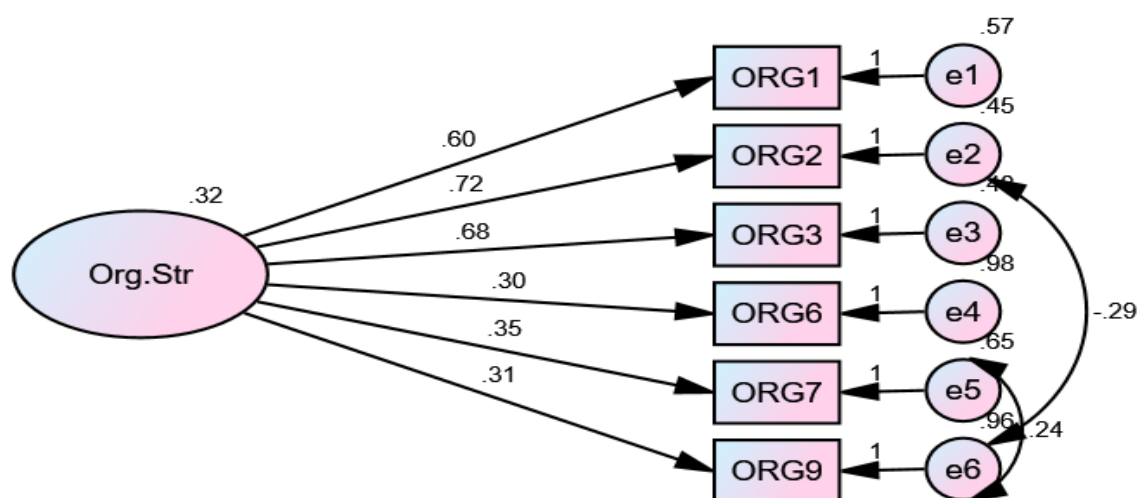 .57
ORG1
1
e1
.60
.45
ORG2
1
e2
.72
.32
ORG3
1
e3
.68
Org.Str
.98
.30
ORG6
1
e4
-.29
.35
.65
ORG7
1
e5
.31
.96
.24
ORG9
1
e6